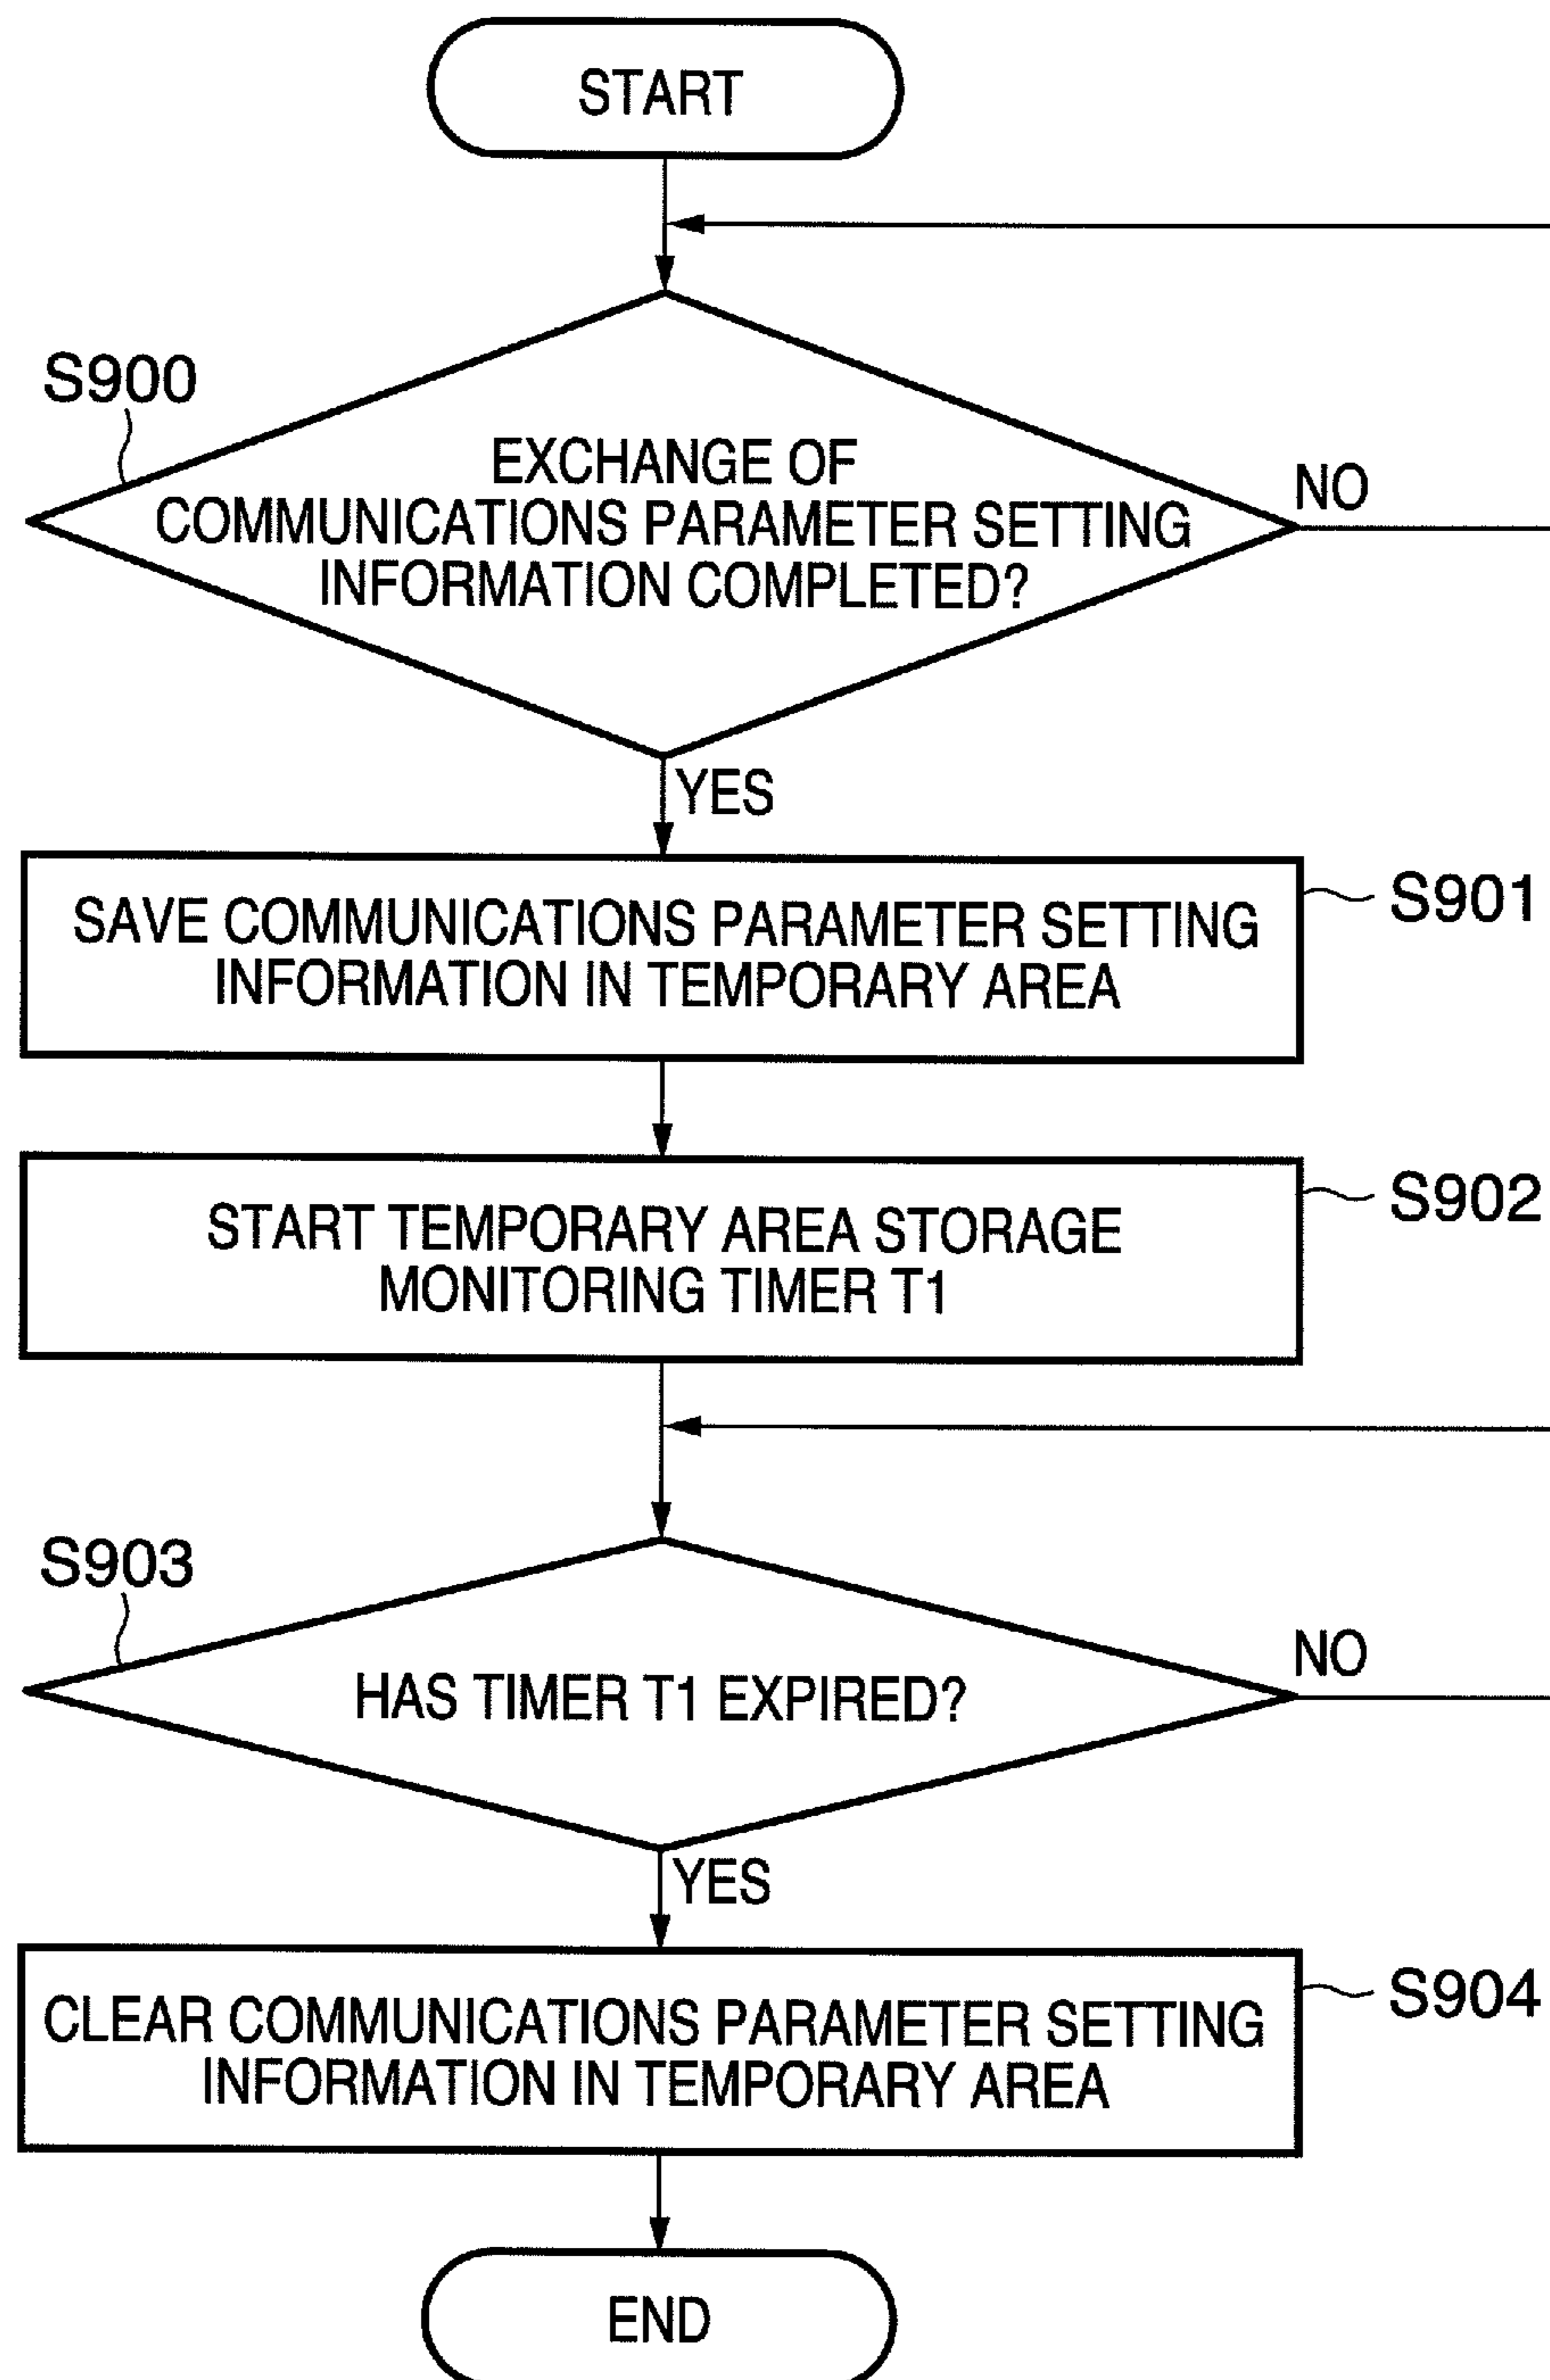 START
S900
EXCHANGE OF
COMMUNICATIONS PARAMETER SETTING
INFORMATION COMPLETED?
NO
YES
SAVE COMMUNICATIONS PARAMETER SETTING
INFORMATION IN TEMPORARY AREA
S901
START TEMPORARY AREA STORAGE
MONITORING TIMER T1
S902
S903
HAS TIMER T1 EXPIRED?
NO
YES
CLEAR COMMUNICATIONS PARAMETER SETTING
INFORMATION IN TEMPORARY AREA
S904
END